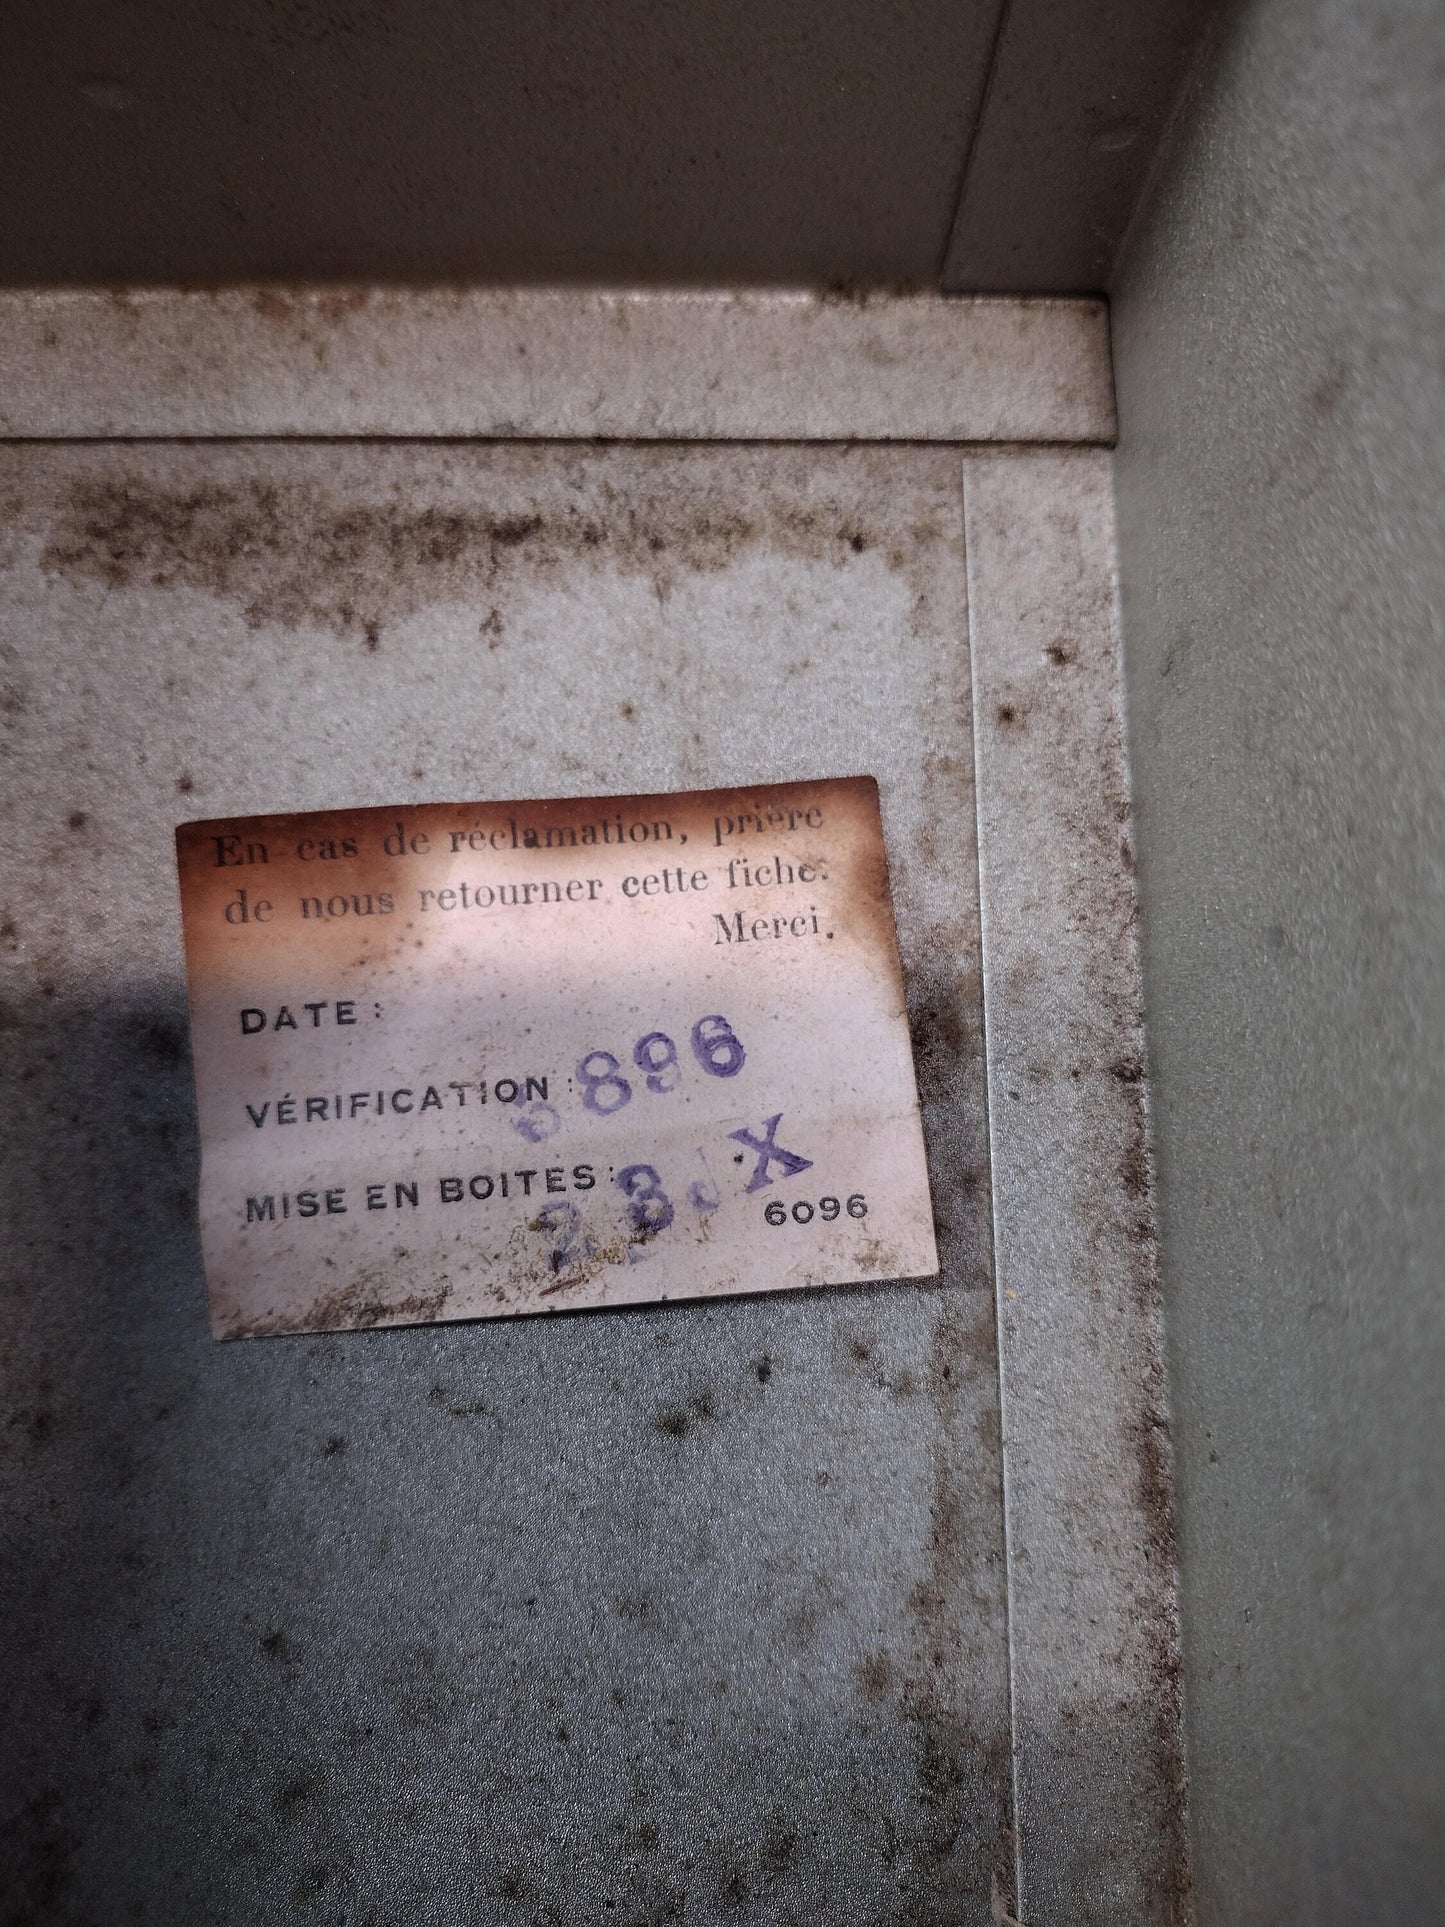 En cas de réclamation, prière
de nous retourner cette fiche.
Merci.
DATE :
VÉRIFICATION : 896
MISE EN BOITES : X
6096